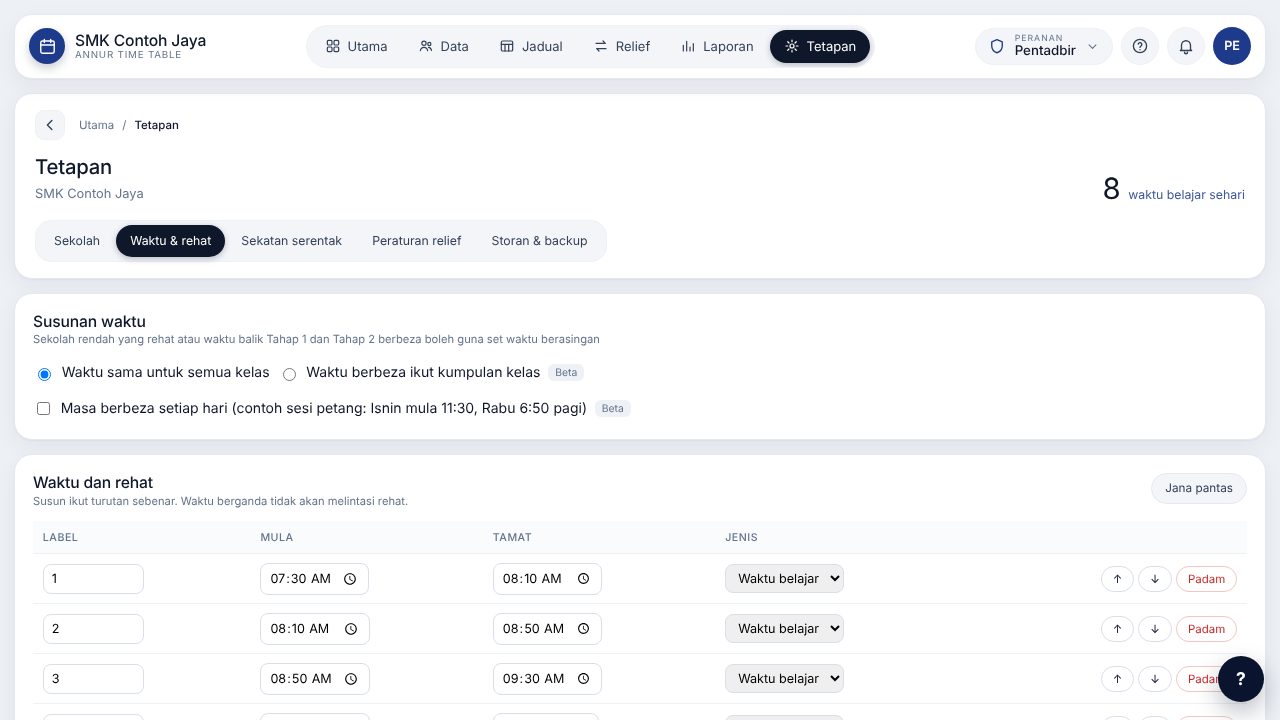 SMK Contoh Jaya
ANNUR TIME TABLE
Utama
Data
Jadual
Relief
Laporan
Tetapan
PERANAN
Pentadbir
PE
Utama / Tetapan
Tetapan
SMK Contoh Jaya
8 waktu belajar sehari
Sekolah
Waktu & rehat
Sekatan serentak
Peraturan relief
Storan & backup
Susunan waktu
Sekolah rendah yang rehat atau waktu balik Tahap 1 dan Tahap 2 berbeza boleh guna set waktu berasingan
Waktu sama untuk semua kelas
Waktu berbeza ikut kumpulan kelas Beta
Masa berbeza setiap hari (contoh sesi petang: Isnin mula 11:30, Rabu 6:50 pagi) Beta
Waktu dan rehat
Susun ikut turutan sebenar. Waktu berganda tidak akan melintasi rehat.
Jana pantas
LABEL MULA TAMAT JENIS
1 07:30 AM 08:10 AM Waktu belajar ↑ ↓ Padam
2 08:10 AM 08:50 AM Waktu belajar ↑ ↓ Padam
3 08:50 AM 09:30 AM Waktu belajar ↑ ↓ Pada
?